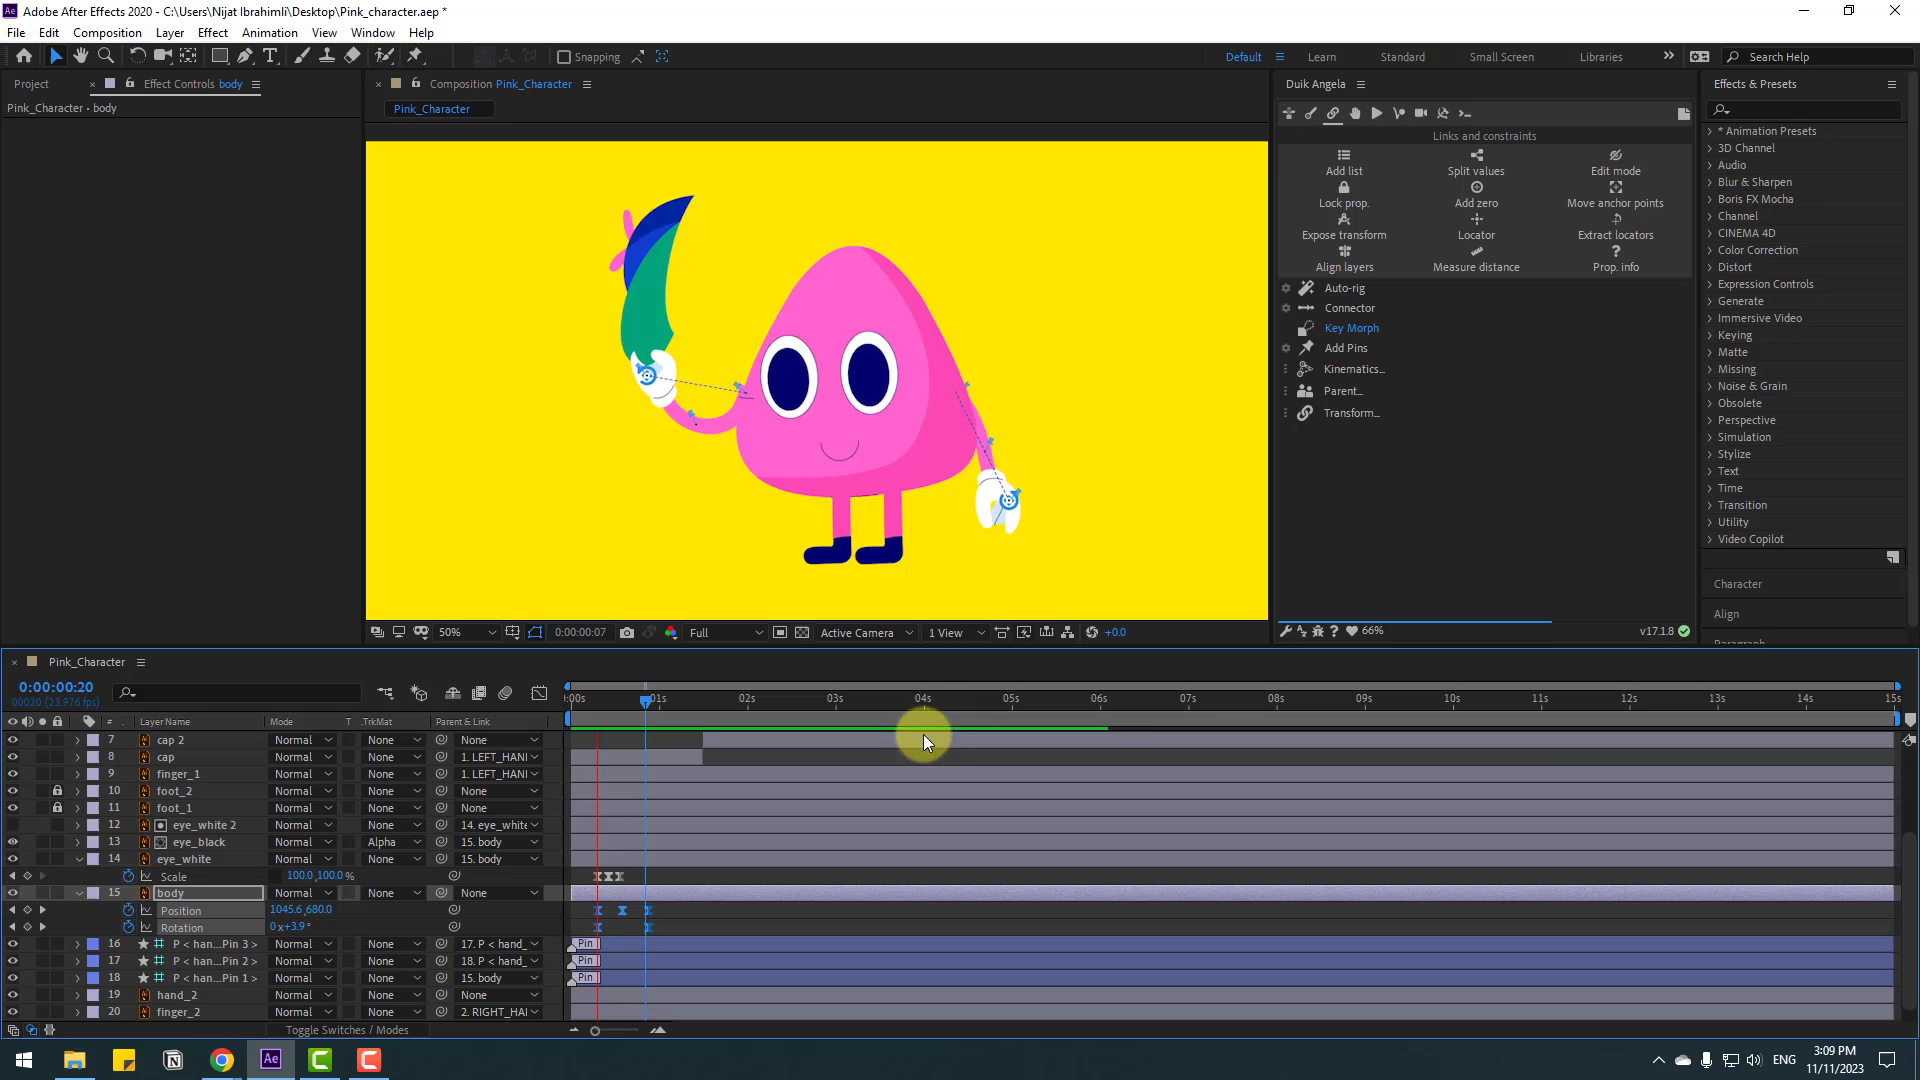 Adobe After Effects 2020 - C:\Users\Nijat Ibrahimli\Desktop\Pink_character.aep *
File Edit Composition Layer Effect Animation View Window Help
Snapping Default Learn Standard Small Screen Libraries Search Help
Project Effect Controls body Composition Pink_Character Duik Angela Effects & Presets
Pink_Character • body
Pink_Character
Links and constraints
Add list Split values Edit mode
Lock prop. Add zero Move anchor points
Expose transform Locator Extract locators
Align layers Measure distance Prop. info
Auto-rig
Connector
Key Morph
Add Pins
Kinematics...
Parent...
Transform...
* Animation Presets
3D Channel
Audio
Blur & Sharpen
Boris FX Mocha
Channel
CINEMA 4D
Color Correction
Distort
Expression Controls
Generate
Immersive Video
Keying
Matte
Missing
Noise & Grain
Obsolete
Perspective
Simulation
Stylize
Text
Time
Transition
Utility
Video Copilot
Character
Align
50% 0:00:00:07 Full Active Camera 1 View +0.0
66% v17.1.8
Pink_Character
0:00:00:20
00020 (23.976 fps)
:00s 01s 02s 03s 04s 05s 06s 07s 08s 09s 10s 11s 12s 13s 14s 15s
# Layer Name Mode T .TrkMat Parent & Link
7 cap 2 Normal None None
8 cap Normal None 1. LEFT_HANI
9 finger_1 Normal None 1. LEFT_HANI
10 foot_2 Normal None None
11 foot_1 Normal None None
12 eye_white 2 Normal None 14. eye_white
13 eye_black Normal Alpha 15. body
14 eye_white Normal None 15. body
Scale 100.0,100.0%
15 body Normal None None
Position 1045.6,680.0
Rotation 0x+3.9°
16 P < han...Pin 3 > Normal None 17. P < hand_ Pin
17 P < han...Pin 2 > Normal None 18. P < hand_ Pin
18 P < han...Pin 1 > Normal None 15. body Pin
19 hand_2 Normal None None
20 finger_2 Normal None 2. RIGHT_HAI
Toggle Switches / Modes
Ae ENG 3:09 PM
11/11/2023